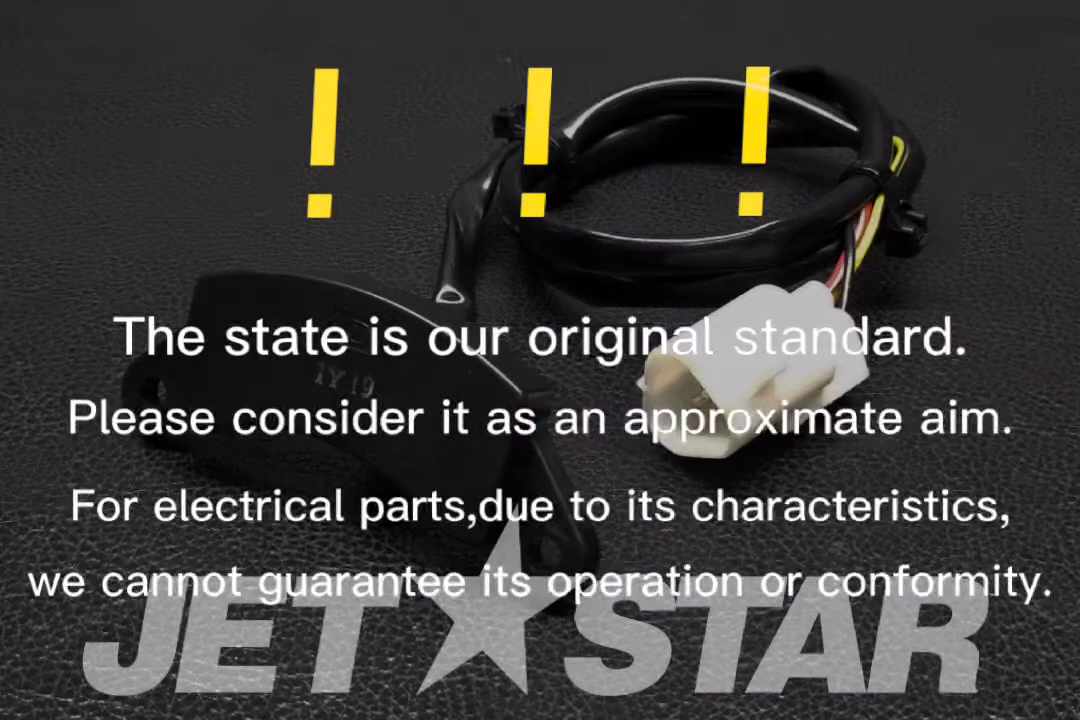 ! ! !
The state is our original standard.
Please consider it as an approximate aim.
For electrical parts,due to its characteristics,
we cannot guarantee its operation or conformity.
JET★STAR